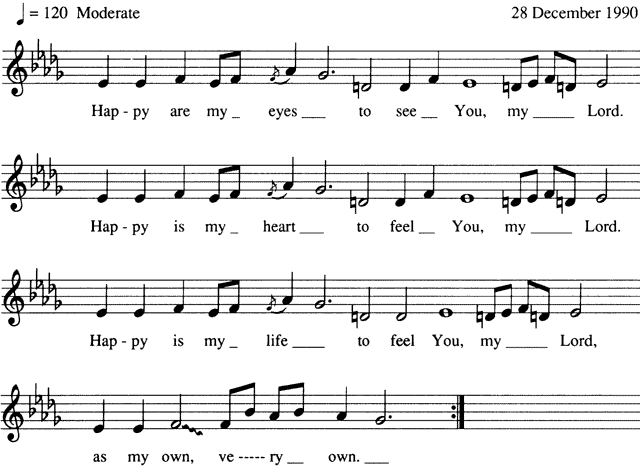 ♩ = 120 Moderate 28 December 1990
Hap - py are my _ eyes ___ to see __ You, my _____ Lord.
Hap - py is my _ heart ___ to feel __ You, my _____ Lord.
Hap - py is my _ life ____ to feel You, my _____ Lord,
as my own, ve ----- ry __ own. ___